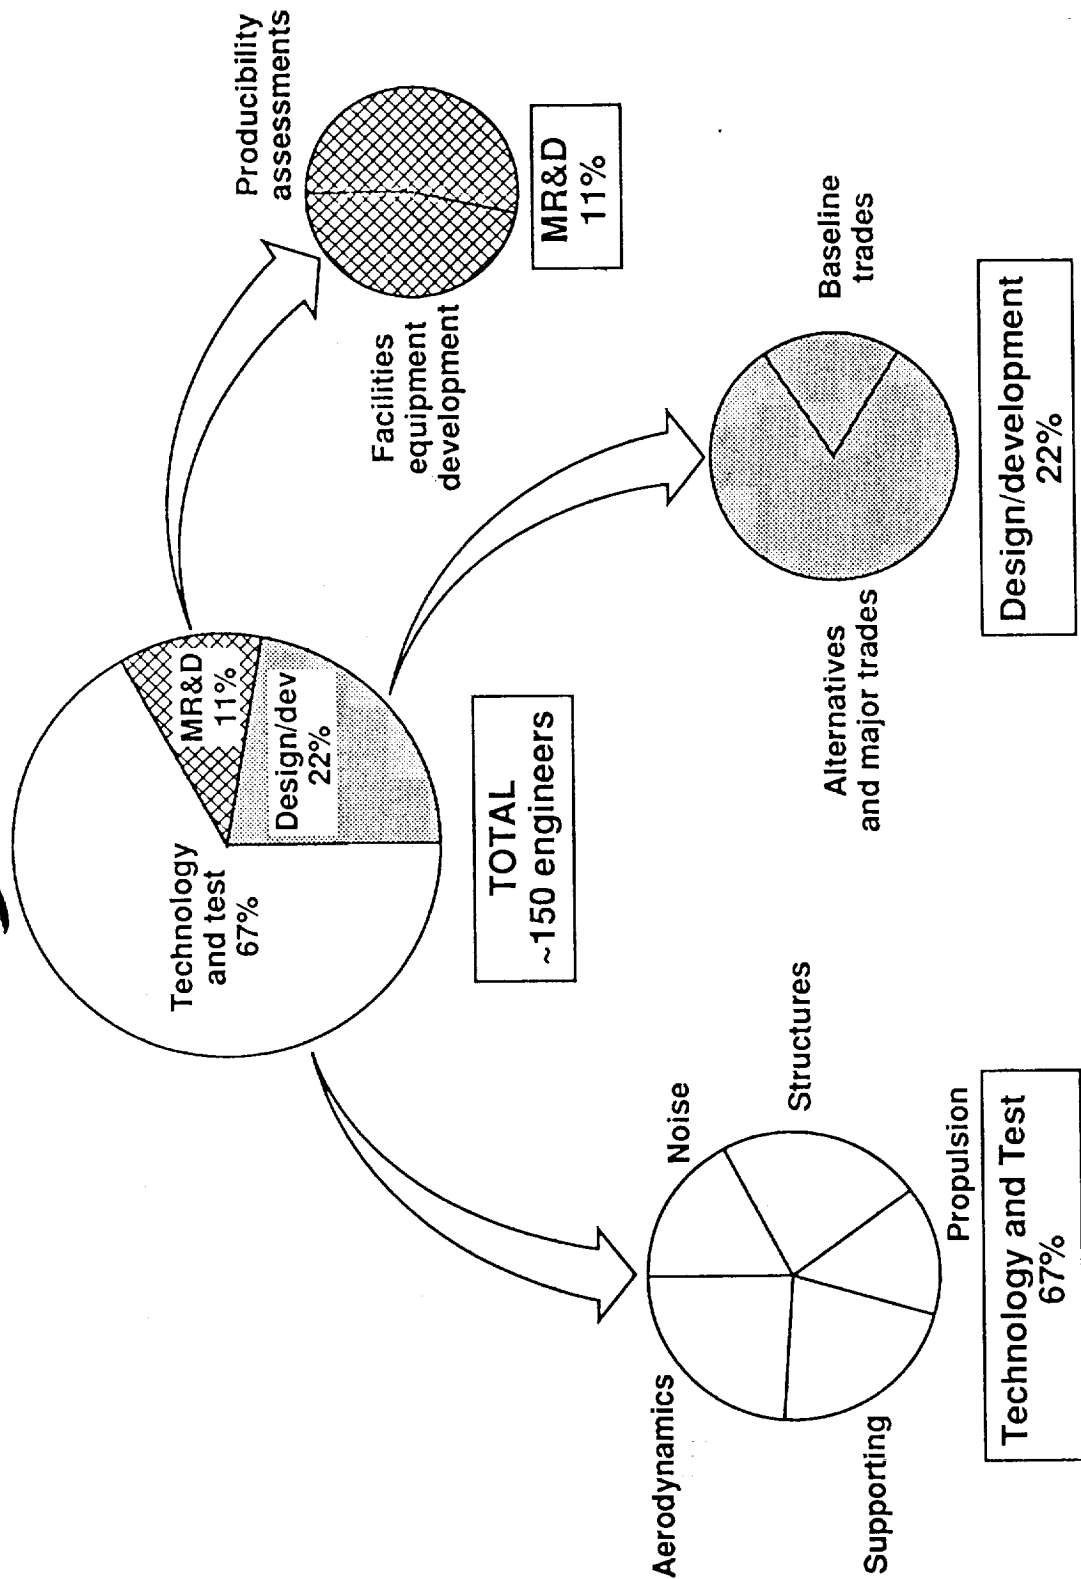 Technology
and test
67%
MR&D
11%
Design/dev
22%
TOTAL
~150 engineers
Noise
Structures
Propulsion
Supporting
Aerodynamics
Technology and Test
67%
Alternatives
and major trades
Baseline
trades
Design/development
22%
Facilities
equipment
development
Producibility
assessments
MR&D
11%